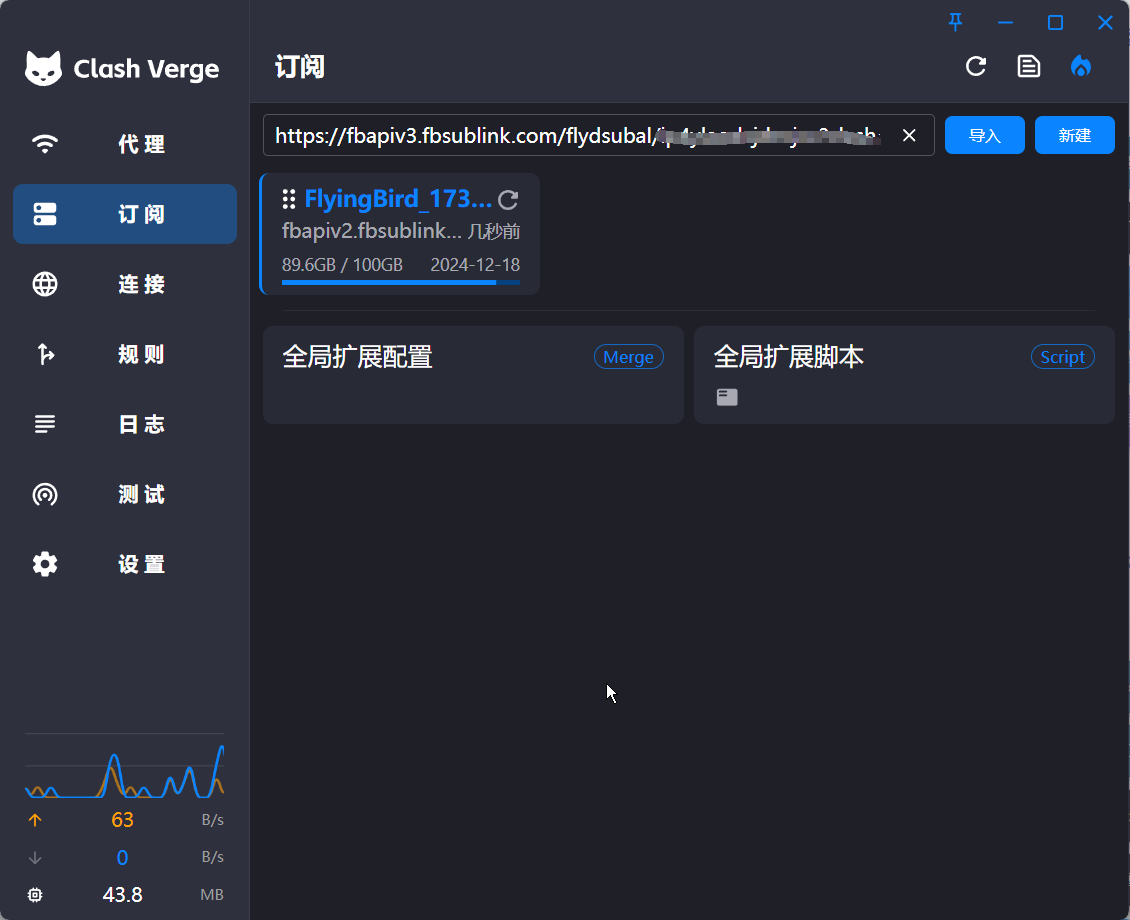 Clash Verge
订阅
代理
订阅
连接
规则
日志
测试
设置
https://fbapiv3.fbsublink.com/flydsubal/
导入
新建
FlyingBird_173...
fbapiv2.fbsublink... 几秒前
89.6GB / 100GB 2024-12-18
全局扩展配置 Merge
全局扩展脚本 Script
63 B/s
0 B/s
43.8 MB